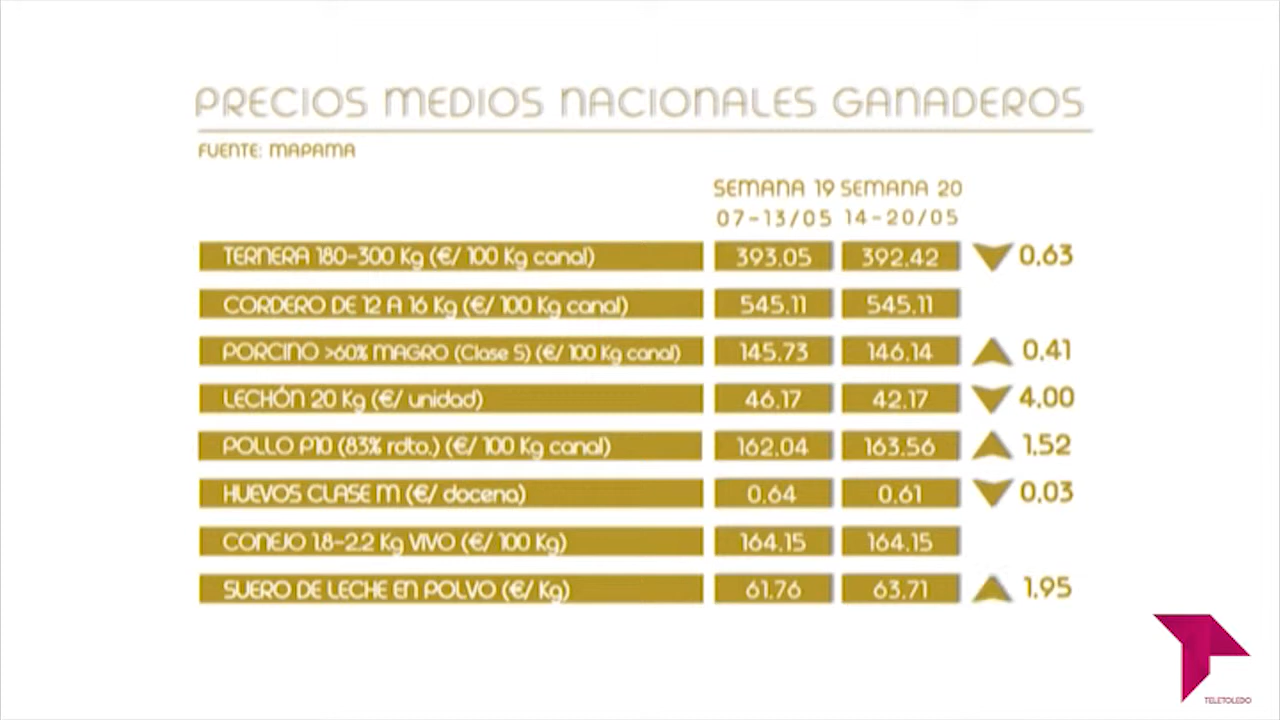 PRECIOS MEDIOS NACIONALES GANADEROS
FUENTE: MAPAMA
SEMANA 19 SEMANA 20
07-13/05 14-20/05
TERNERA 180-300 Kg (€/ 100 Kg canal) 393.05 392.42 0.63
CORDERO DE 12 A 16 Kg (€/ 100 Kg canal) 545.11 545.11
PORCINO >60% MAGRO (Clase S) (€/ 100 Kg canal) 145.73 146.14 0.41
LECHÓN 20 Kg (€/ unidad) 46.17 42.17 4.00
POLLO P10 (83% rdto.) (€/ 100 Kg canal) 162.04 163.56 1.52
HUEVOS CLASE M (€/ docena) 0.64 0.61 0.03
CONEJO 1.8-2.2 Kg VIVO (€/ 100 Kg) 164.15 164.15
SUERO DE LECHE EN POLVO (€/ Kg) 61.76 63.71 1.95
TELETOLEDO